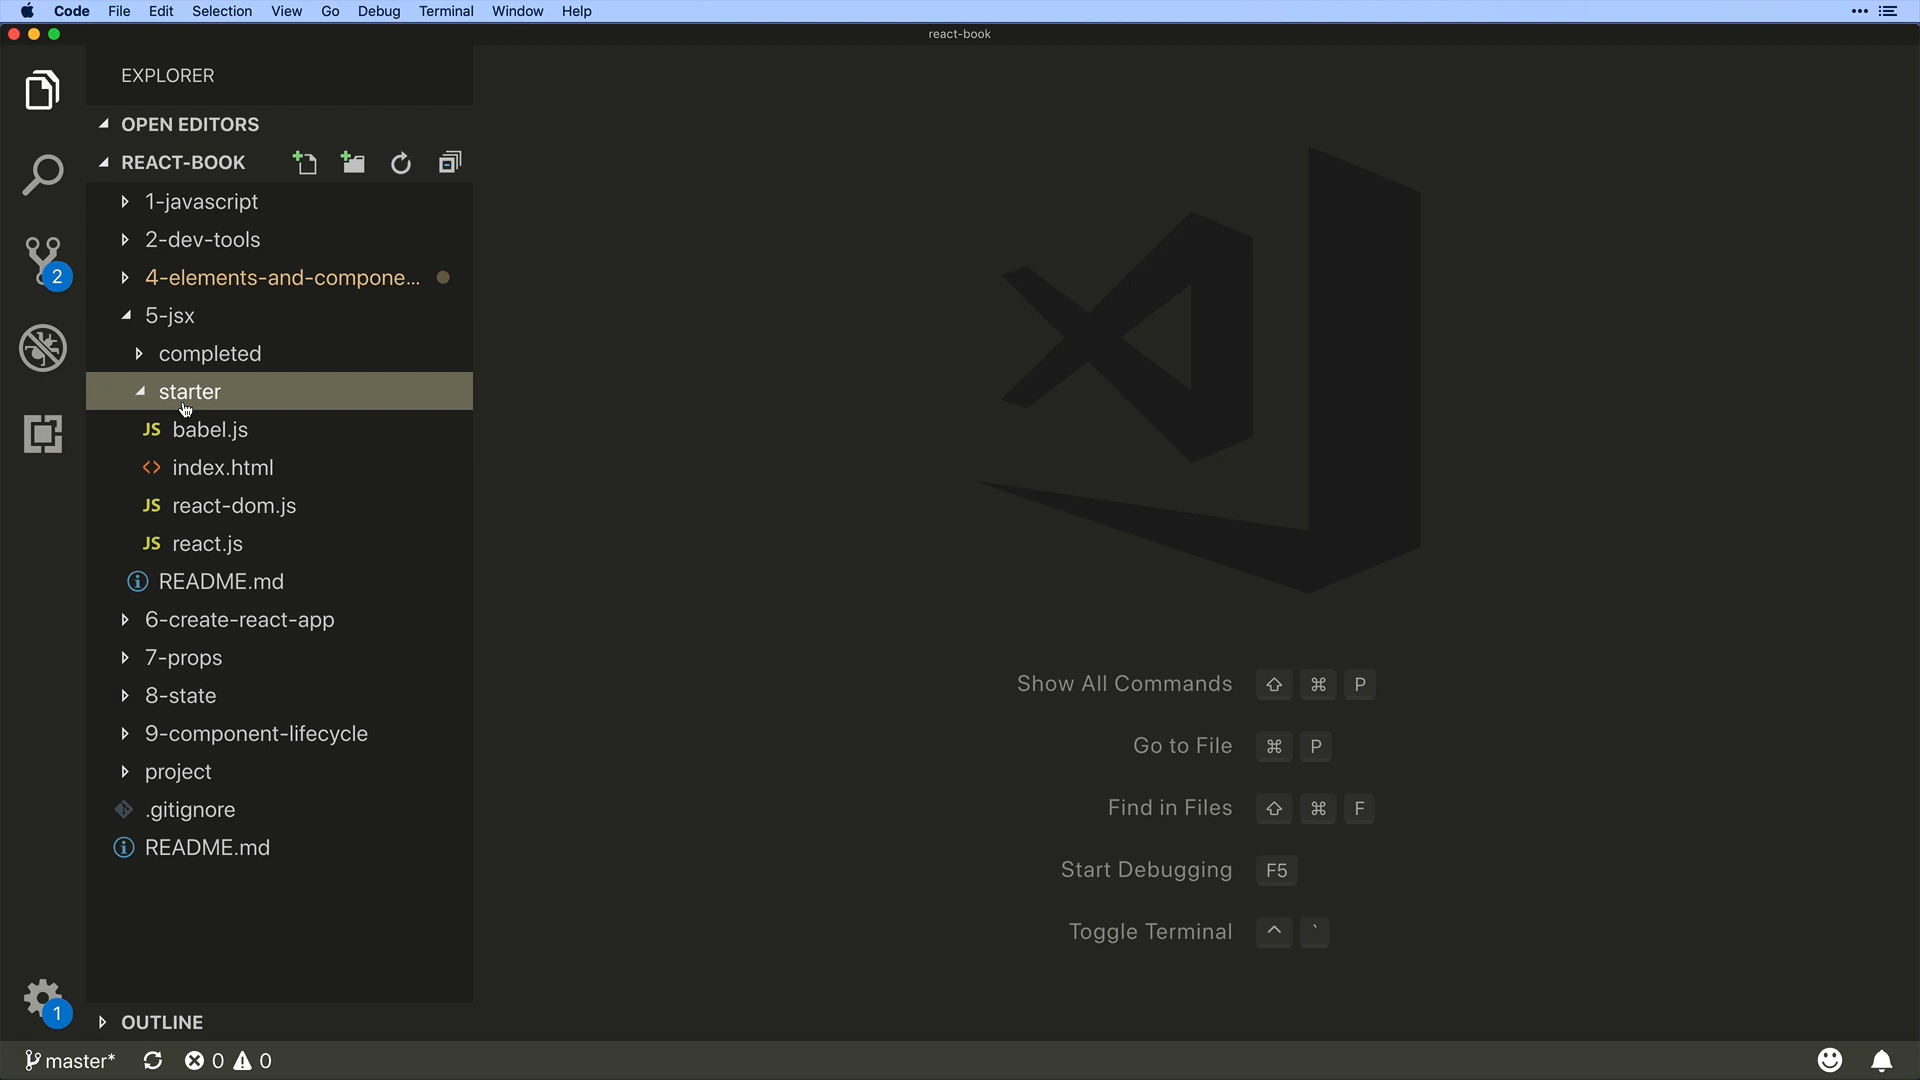 Code File Edit Selection View Go Debug Terminal Window Help
react-book
EXPLORER
OPEN EDITORS
REACT-BOOK
1-javascript
2-dev-tools
4-elements-and-compone...
5-jsx
completed
starter
JS babel.js
<> index.html
JS react-dom.js
JS react.js
README.md
6-create-react-app
7-props
8-state
9-component-lifecycle
project
.gitignore
README.md
OUTLINE
2
1
Show All Commands ⇧ ⌘ P
Go to File ⌘ P
Find in Files ⇧ ⌘ F
Start Debugging F5
Toggle Terminal ^ `
master* 0 0